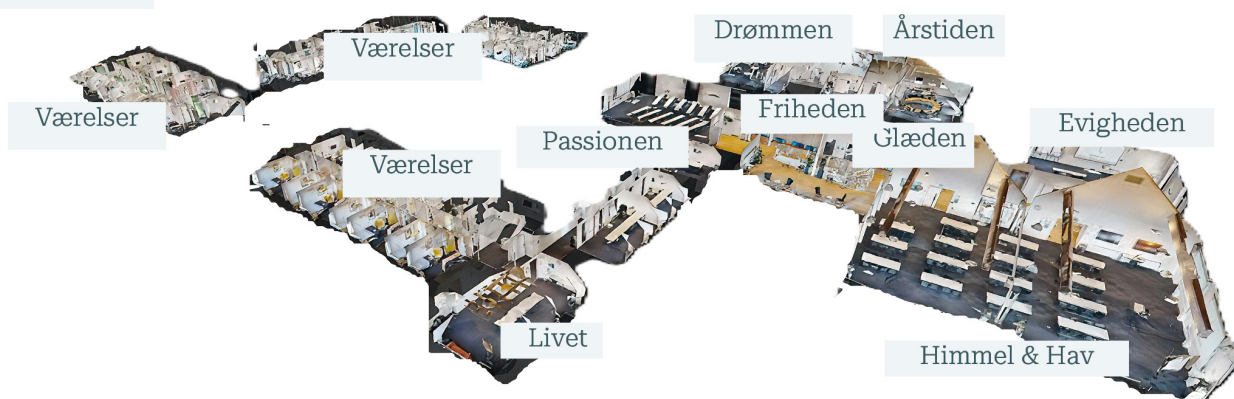 Drømmen
Årstiden
Værelser
Værelser
Friheden
Evigheden
Passionen
Glæden
Værelser
Livet
Himmel & Hav